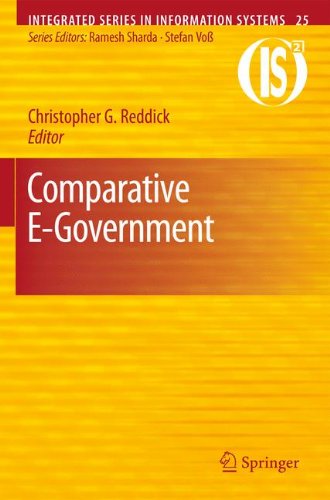 INTEGRATED SERIES IN INFORMATION SYSTEMS 25
Series Editors: Ramesh Sharda · Stefan Voß
IS 2
Christopher G. Reddick
Editor
Comparative
E-Government
Springer